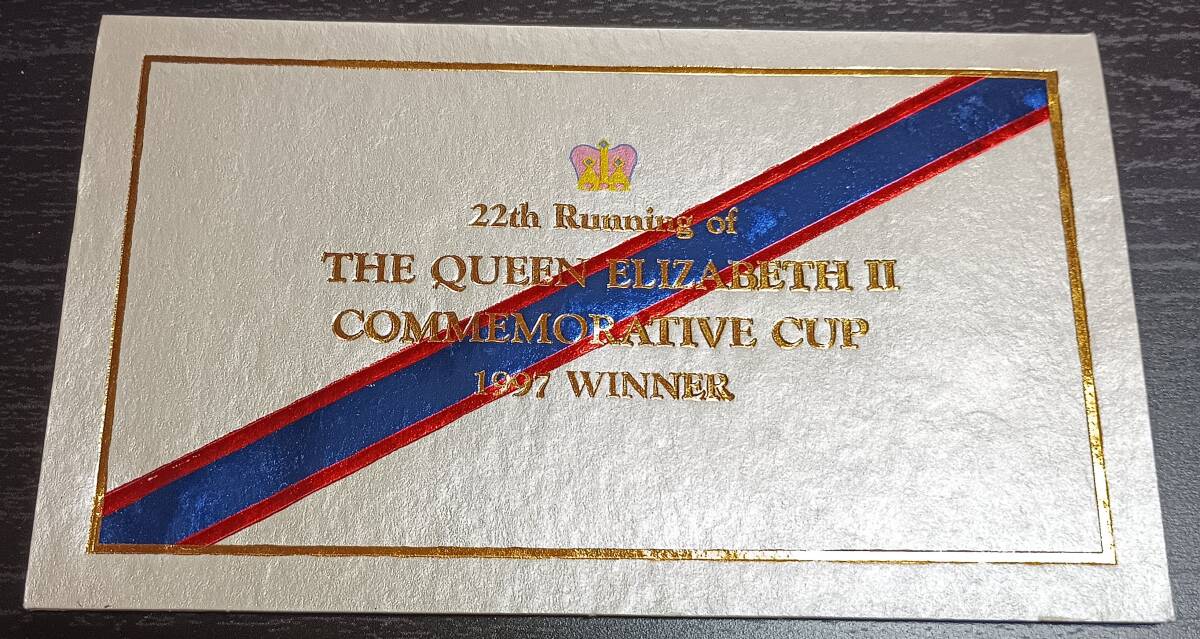 22th Running of
THE QUEEN ELIZABETH II
COMMEMORATIVE CUP
1997 WINNER